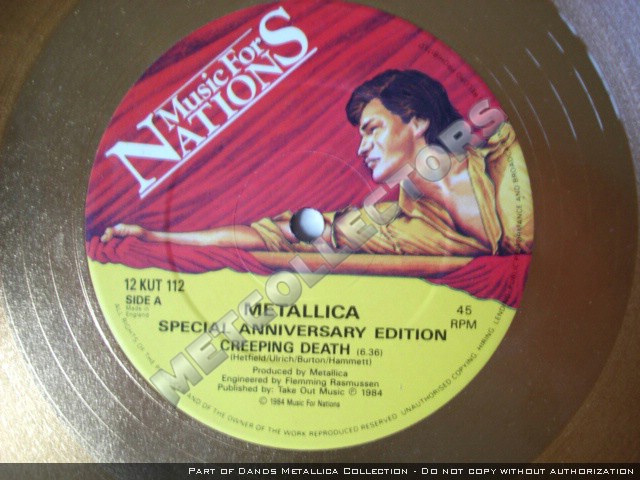 Music For
NATIONS
12 KUT 112
SIDE A
Made in
England
45
RPM
METALLICA
SPECIAL ANNIVERSARY EDITION
CREEPING DEATH (6.36)
(Hetfield/Ulrich/Burton/Hammett)
Produced by Metallica
Engineered by Flemming Rasmussen
Published by: Take Out Music ℗ 1984
© 1984 Music For Nations
OF THE OWNER OF THE WORK REPRODUCED RESERVED. UNAUTHORISED COPYING HIRING
METCOLLECTORS
Part of Danos Metallica Collection - Do not copy without authorization